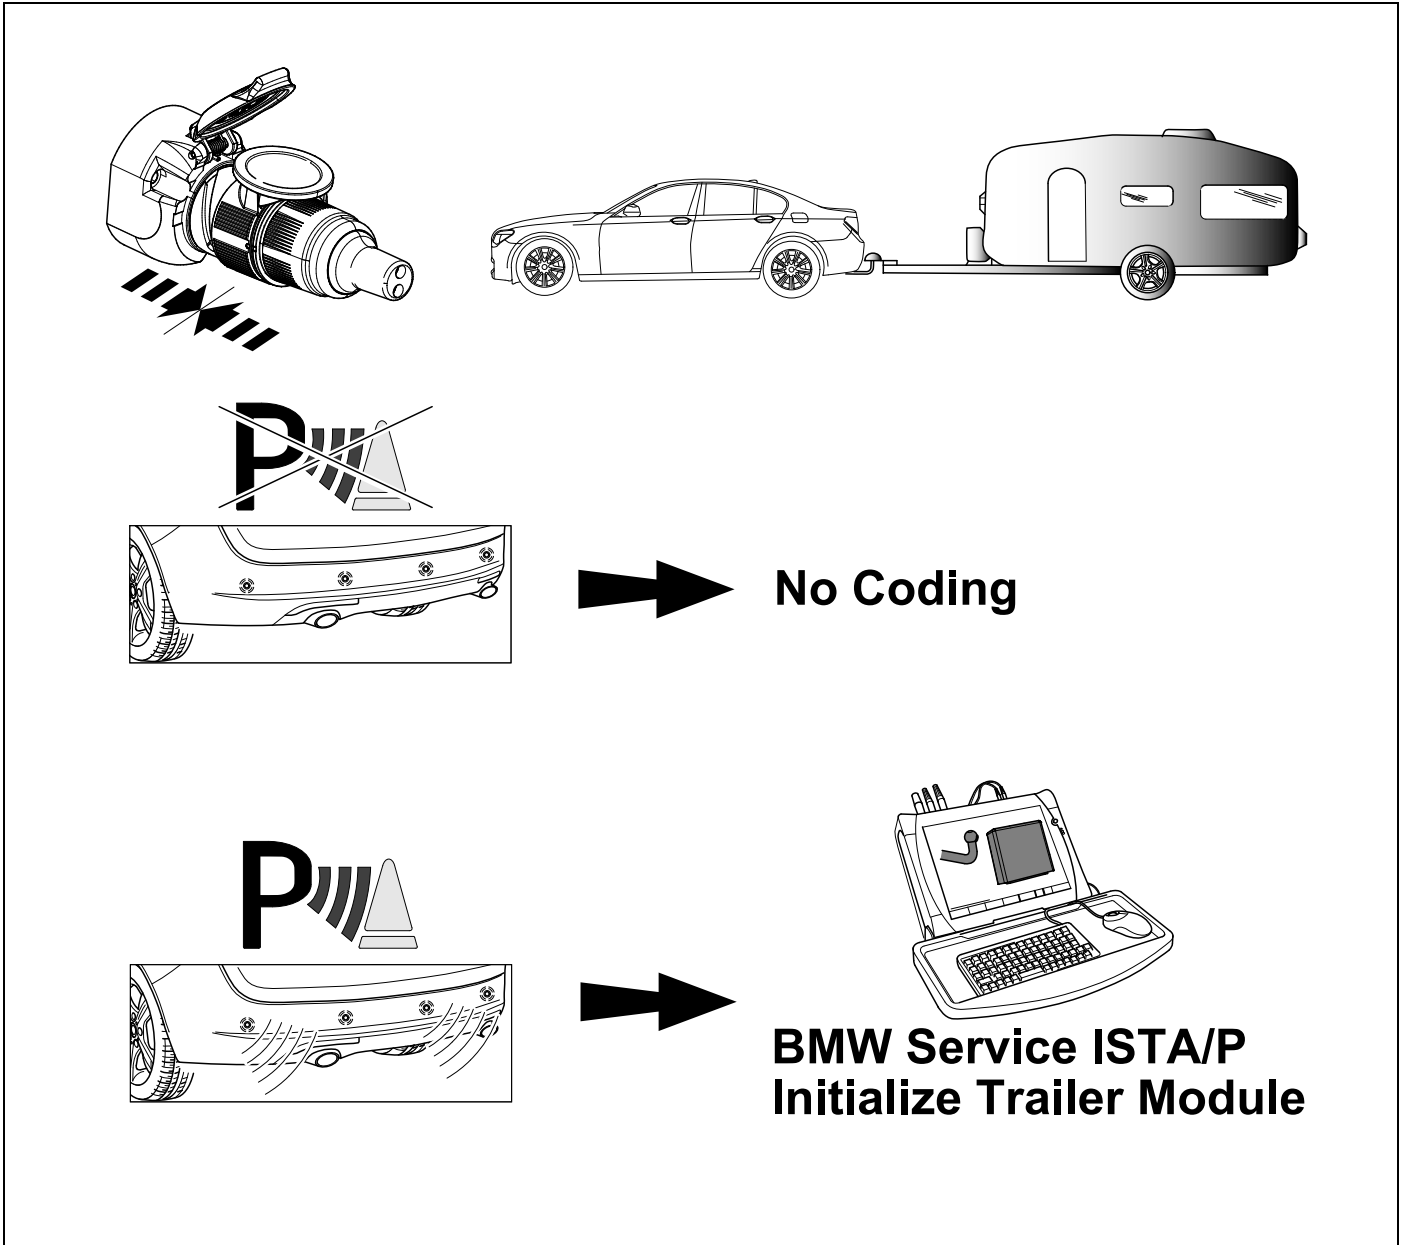 P
No Coding
P
BMW Service ISTA/P
Initialize Trailer Module